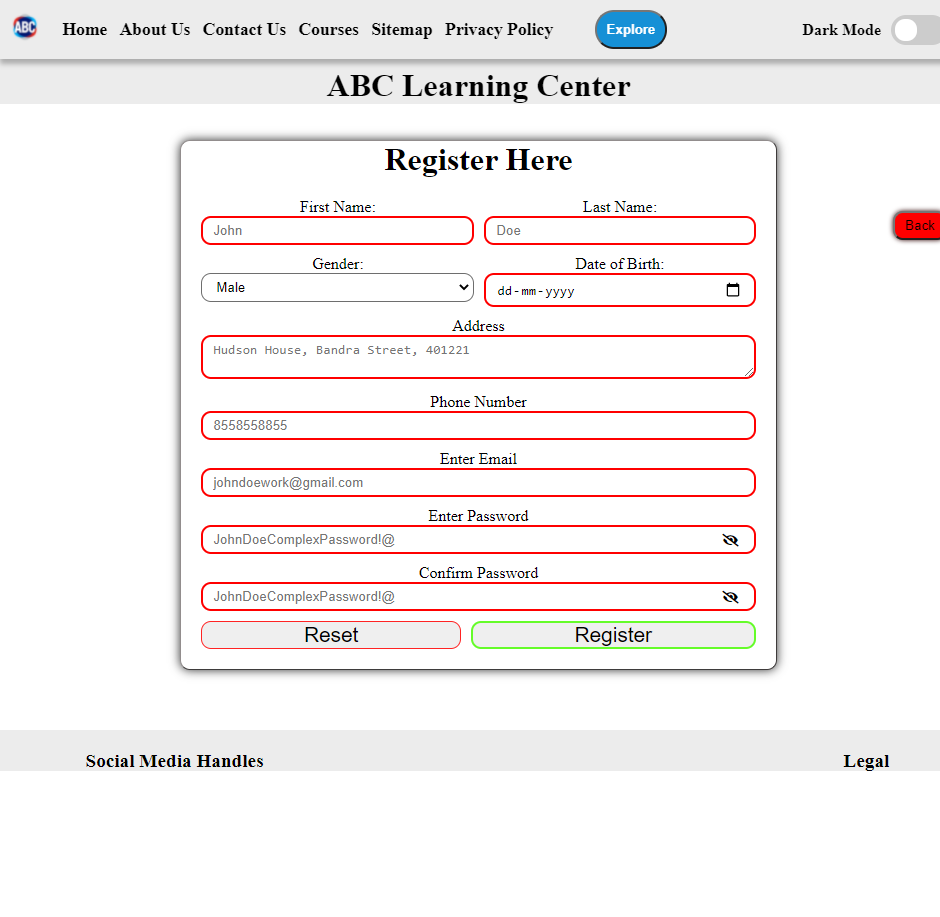 ABC Home About Us Contact Us Courses Sitemap Privacy Policy Explore Dark Mode
ABC Learning Center
Register Here
First Name: Last Name:
John Doe
Back
Gender: Date of Birth:
Male dd-mm-yyyy
Address
Hudson House, Bandra Street, 401221
Phone Number
8558558855
Enter Email
johndoework@gmail.com
Enter Password
JohnDoeComplexPassword!@
Confirm Password
JohnDoeComplexPassword!@
Reset Register
Social Media Handles Legal